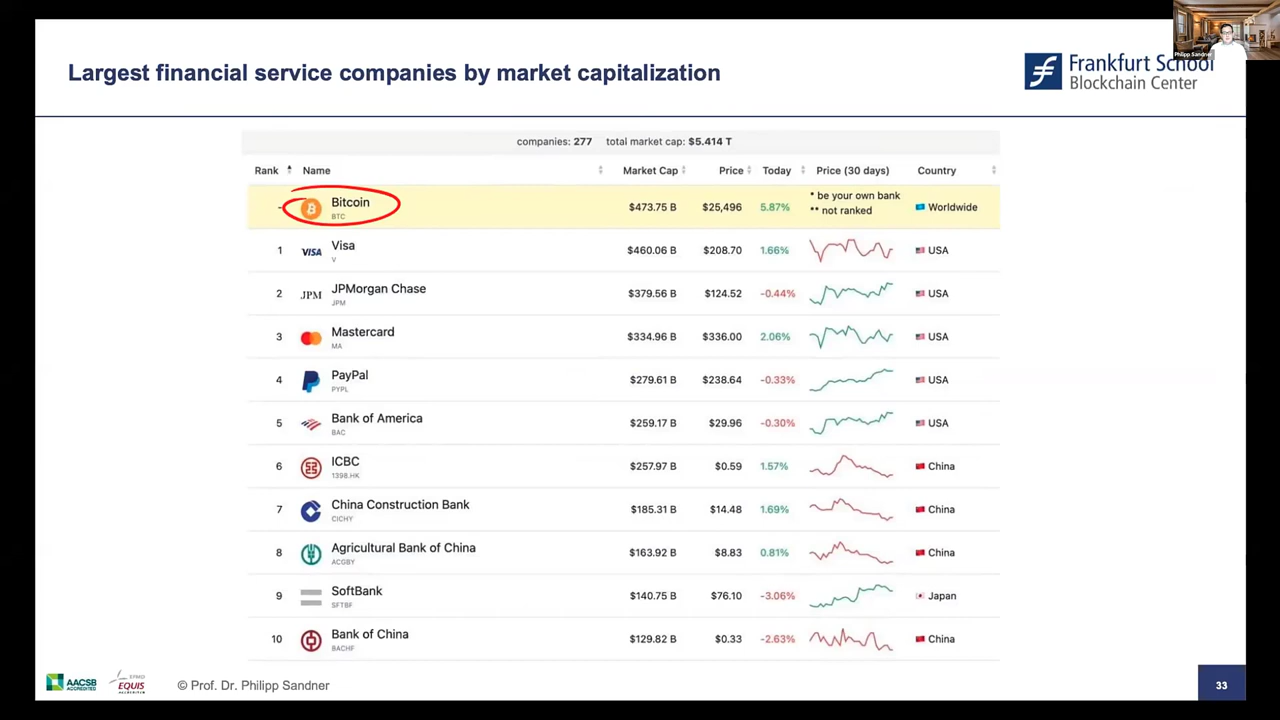 Philipp Sandner
Largest financial service companies by market capitalization
Frankfurt School
Blockchain Center
companies: 277 total market cap: $5.414 T
Rank Name Market Cap Price Today Price (30 days) Country
- Bitcoin BTC $473.75 B $25,496 5.87% * be your own bank ** not ranked Worldwide
1 VISA Visa V $460.06 B $208.70 1.66% USA
2 JPM JPMorgan Chase JPM $379.56 B $124.52 -0.44% USA
3 Mastercard MA $334.96 B $336.00 2.06% USA
4 PayPal PYPL $279.61 B $238.64 -0.33% USA
5 Bank of America BAC $259.17 B $29.96 -0.30% USA
6 ICBC 1398.HK $257.97 B $0.59 1.57% China
7 China Construction Bank CICHY $185.31 B $14.48 1.69% China
8 Agricultural Bank of China ACGBY $163.92 B $8.83 0.81% China
9 SoftBank SFTBF $140.75 B $76.10 -3.06% Japan
10 Bank of China BACHF $129.82 B $0.33 -2.63% China
AACSB
ACCREDITED
EFMD
EQUIS
ACCREDITED
© Prof. Dr. Philipp Sandner
33